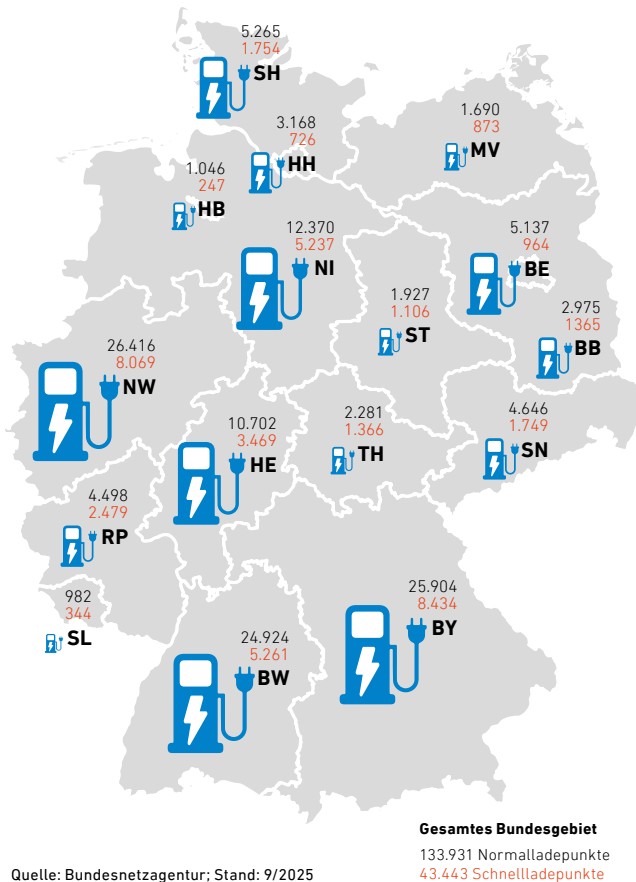 5.265
1.754
SH
3.168
726
HH
1.690
873
MV
1.046
247
HB
12.370
5.237
NI
5.137
964
BE
1.927
1.106
ST
2.975
1365
BB
26.416
8.069
NW
10.702
3.469
HE
2.281
1.366
TH
4.646
1.749
SN
4.498
2.479
RP
982
344
SL
24.924
5.261
BW
25.904
8.434
BY
Gesamtes Bundesgebiet
133.931 Normalladepunkte
43.443 Schnellladepunkte
Quelle: Bundesnetzagentur; Stand: 9/2025